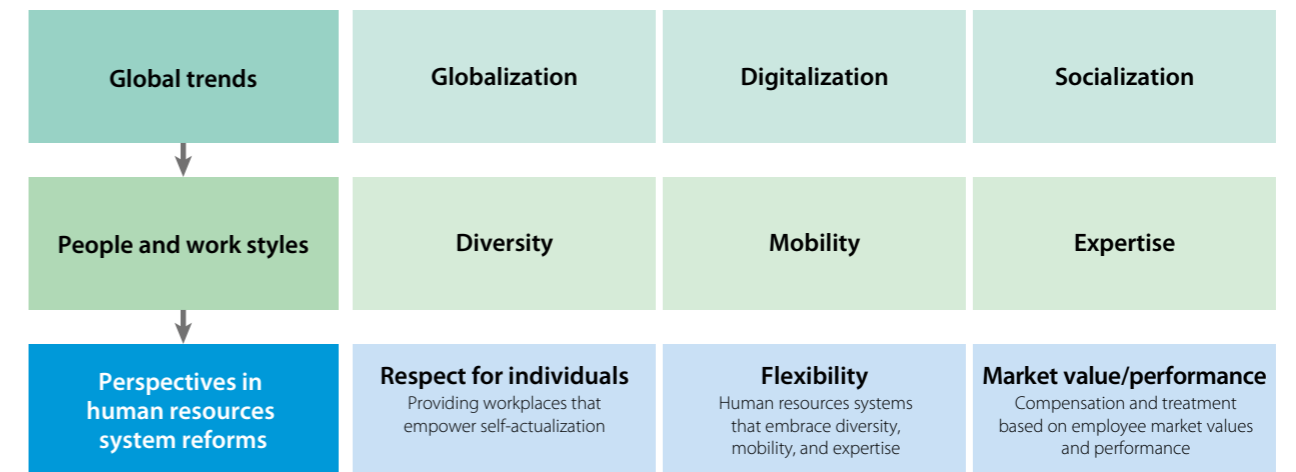 Global trends
Globalization
Digitalization
Socialization
People and work styles
Diversity
Mobility
Expertise
Perspectives in
human resources
system reforms
Respect for individuals
Providing workplaces that
empower self-actualization
Flexibility
Human resources systems
that embrace diversity,
mobility, and expertise
Market value/performance
Compensation and treatment
based on employee market values
and performance